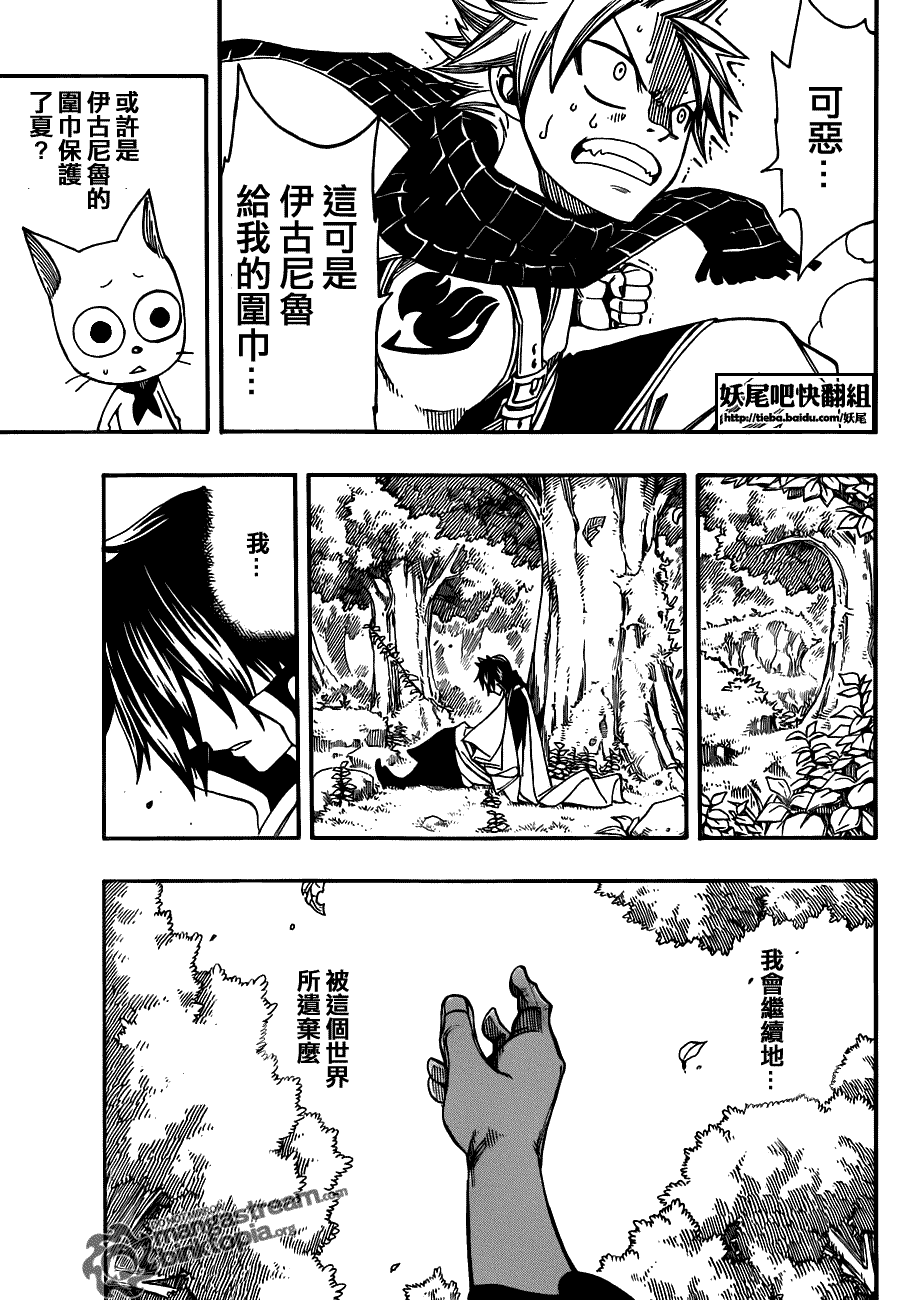 可惡…
這可是
伊古尼魯
給我的圍巾…
或許是
伊古尼魯的
圍巾保護
了夏？
妖尾吧快翻組
http://tieba.baidu.com/妖尾
我…
我會繼續地…
被這個世界
所遺棄麼
mangastream.com
binktopia.org